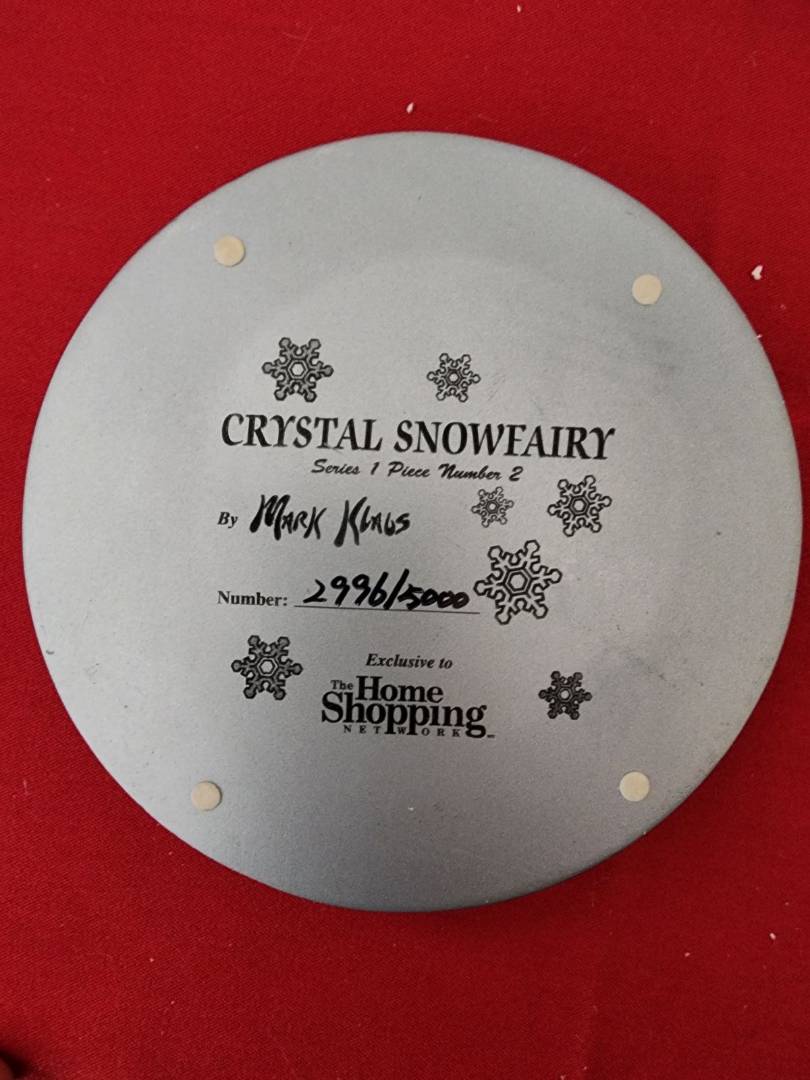 CRYSTAL SNOWFAIRY
Series 1 Piece Number 2
By MARK KLAUS
Number: 2996/5000
Exclusive to
The Home
Shopping
NETWORK